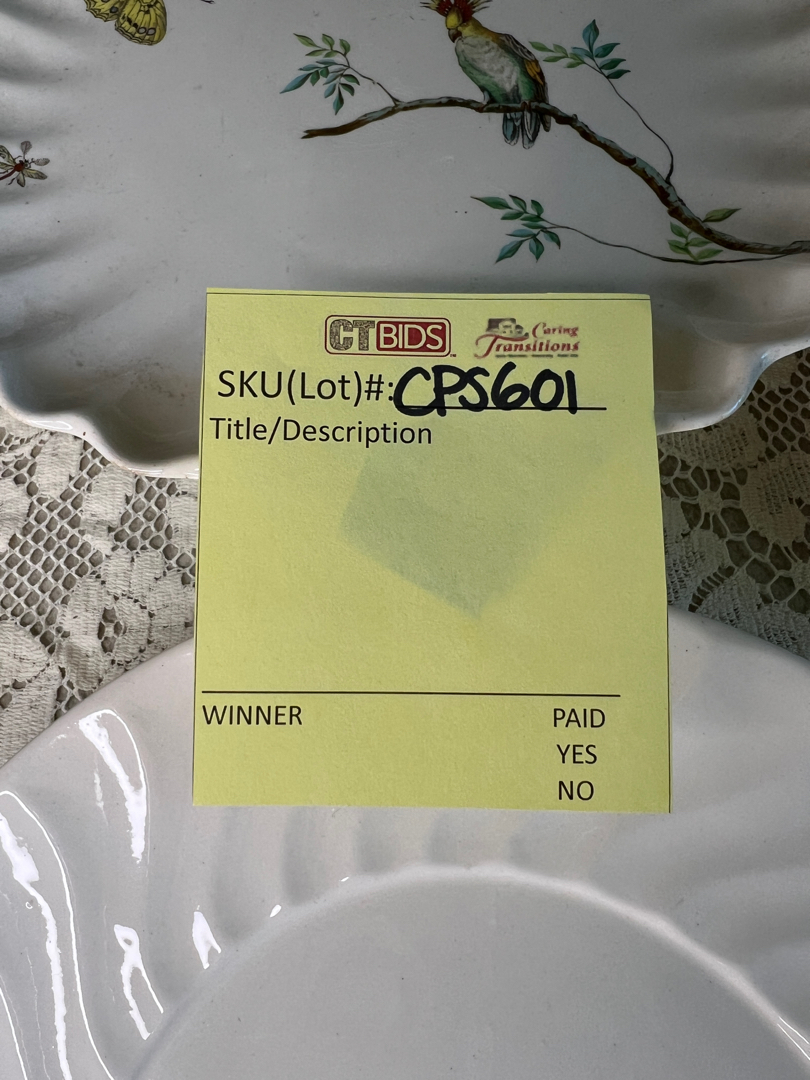 CTBIDS Caring Transitions
SKU(Lot)#: CPS601
Title/Description
WINNER PAID
YES
NO